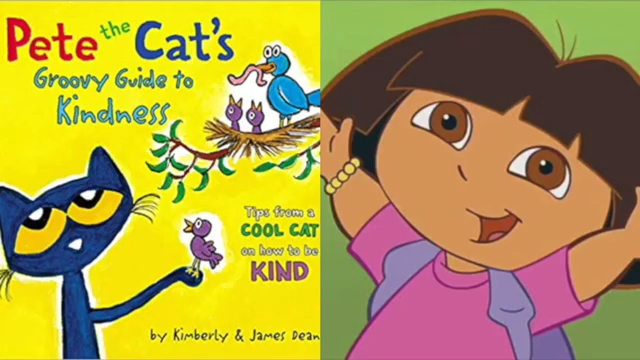 Pete the Cat's
Groovy Guide to
Kindness
Tips from a
COOL CAT
on how to be
KIND
by Kimberly & James Dean